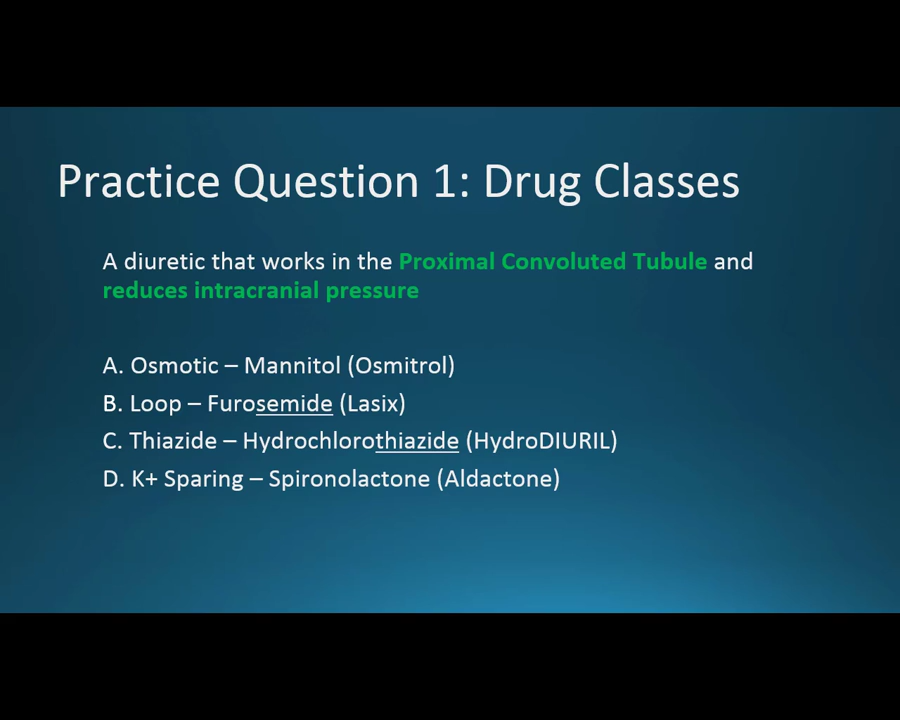 Practice Question 1: Drug Classes
A diuretic that works in the Proximal Convoluted Tubule and
reduces intracranial pressure
A. Osmotic – Mannitol (Osmitrol)
B. Loop – Furosemide (Lasix)
C. Thiazide – Hydrochlorothiazide (HydroDIURIL)
D. K+ Sparing – Spironolactone (Aldactone)